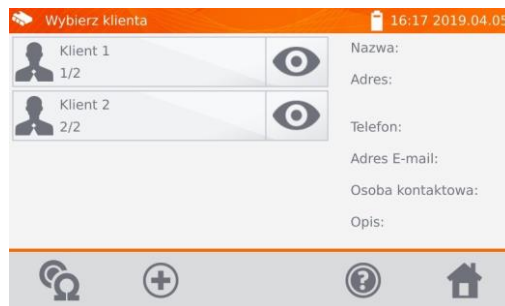 Wybierz klienta
16:17 2019.04.05
Klient 1
1/2
Klient 2
2/2
Nazwa:
Adres:
Telefon:
Adres E-mail:
Osoba kontaktowa:
Opis: